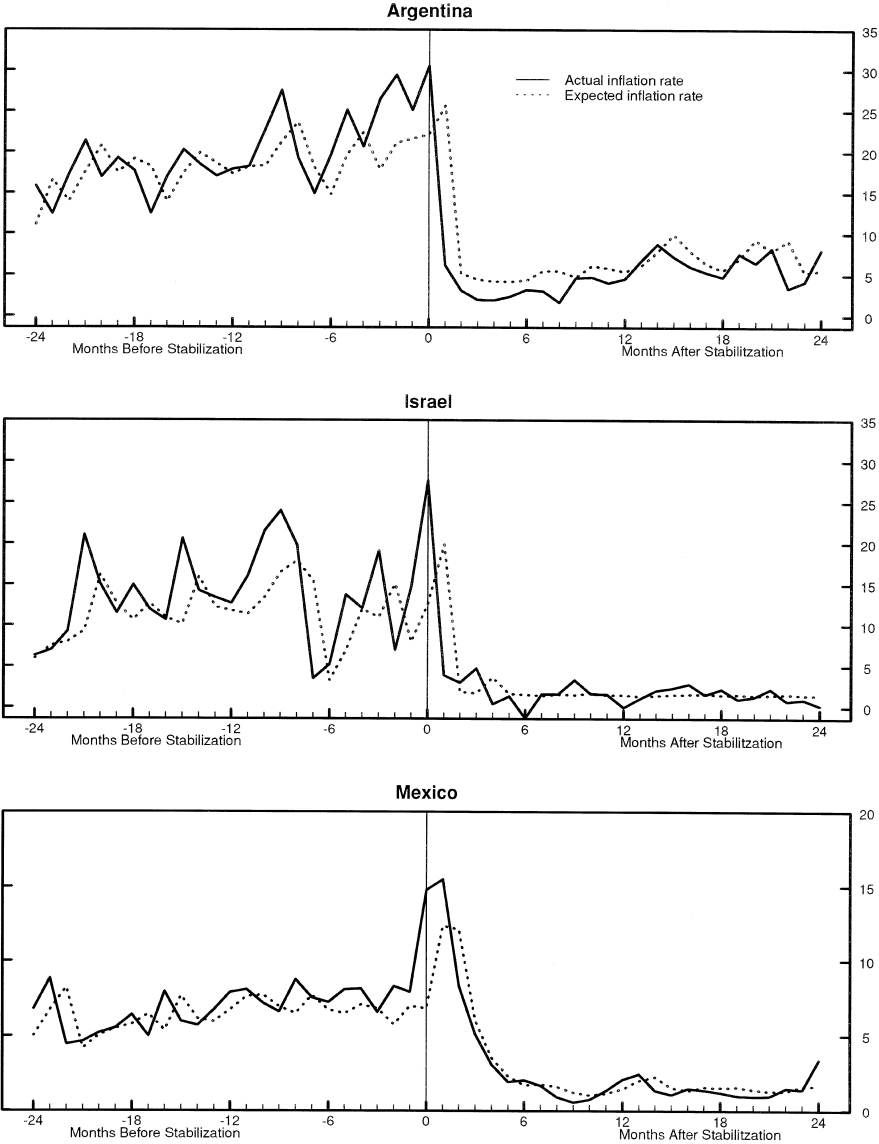 Argentina
35
30
Actual inflation rate
Expected inflation rate
25
20
15
10
5
0
-24 -18 -12 -6 0 6 12 18 24
Months Before Stabilization Months After Stabilitzation
Israel
35
30
25
20
15
10
5
0
-24 -18 -12 -6 0 6 12 18 24
Months Before Stabilization Months After Stabilitzation
Mexico
20
15
10
5
0
-24 -18 -12 -6 0 6 12 18 24
Months Before Stabilization Months After Stabilitzation